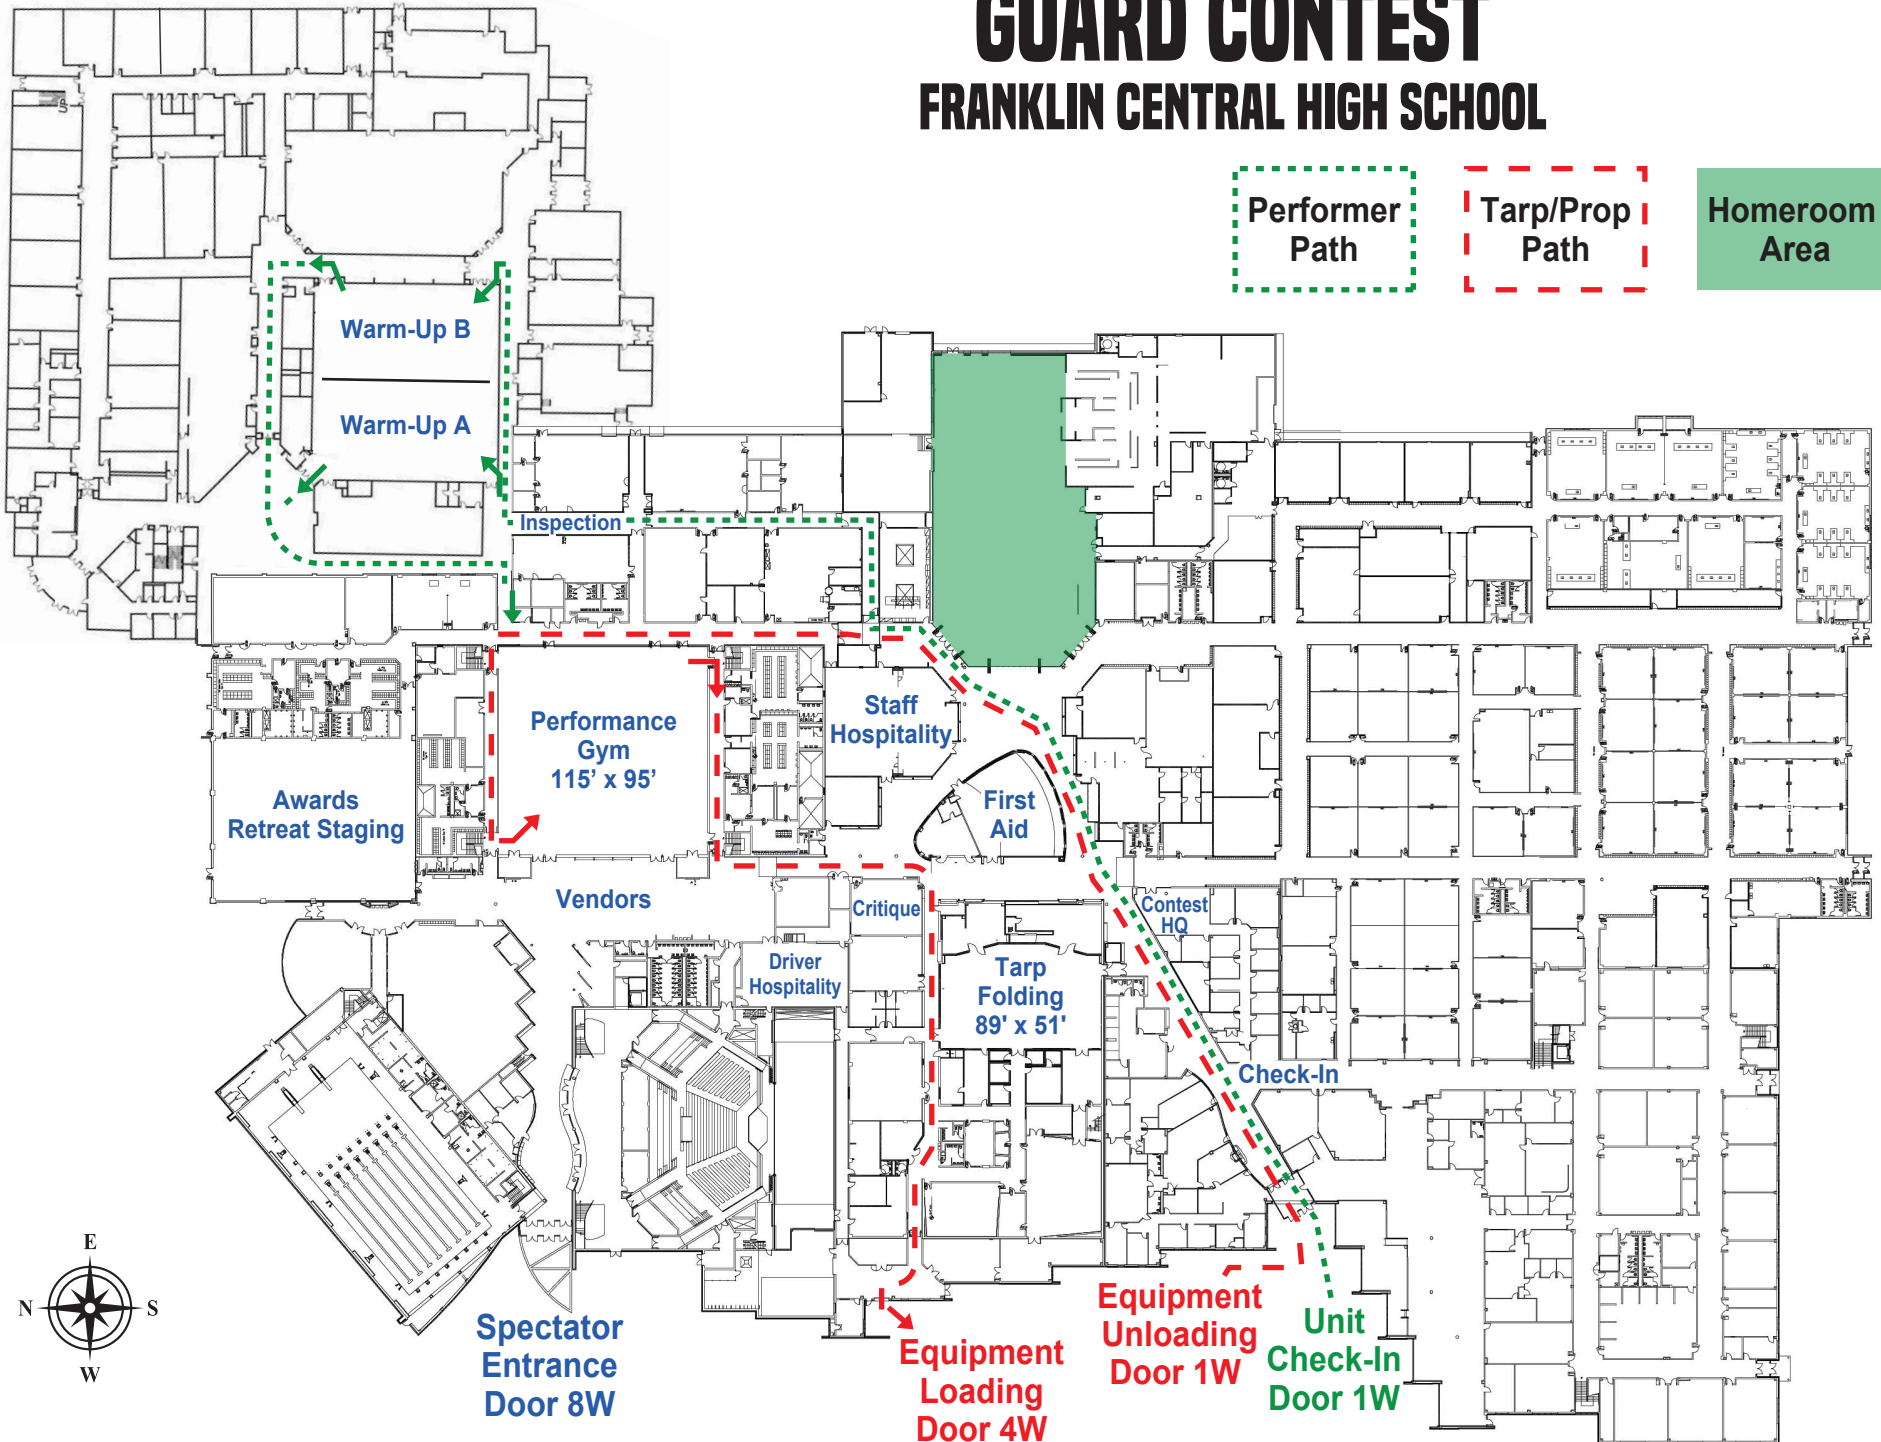 GUARD CONTEST
FRANKLIN CENTRAL HIGH SCHOOL
Performer
Path
Tarp/Prop
Path
Homeroom
Area
Warm-Up B
Warm-Up A
Inspection
Performance
Gym
115’ x 95’
Staff
Hospitality
First
Aid
Awards
Retreat Staging
Vendors
Critique
Contest
HQ
Driver
Hospitality
Tarp
Folding
89' x 51'
Check-In
E
N
S
W
Spectator
Entrance
Door 8W
Equipment
Loading
Door 4W
Equipment
Unloading
Door 1W
Unit
Check-In
Door 1W